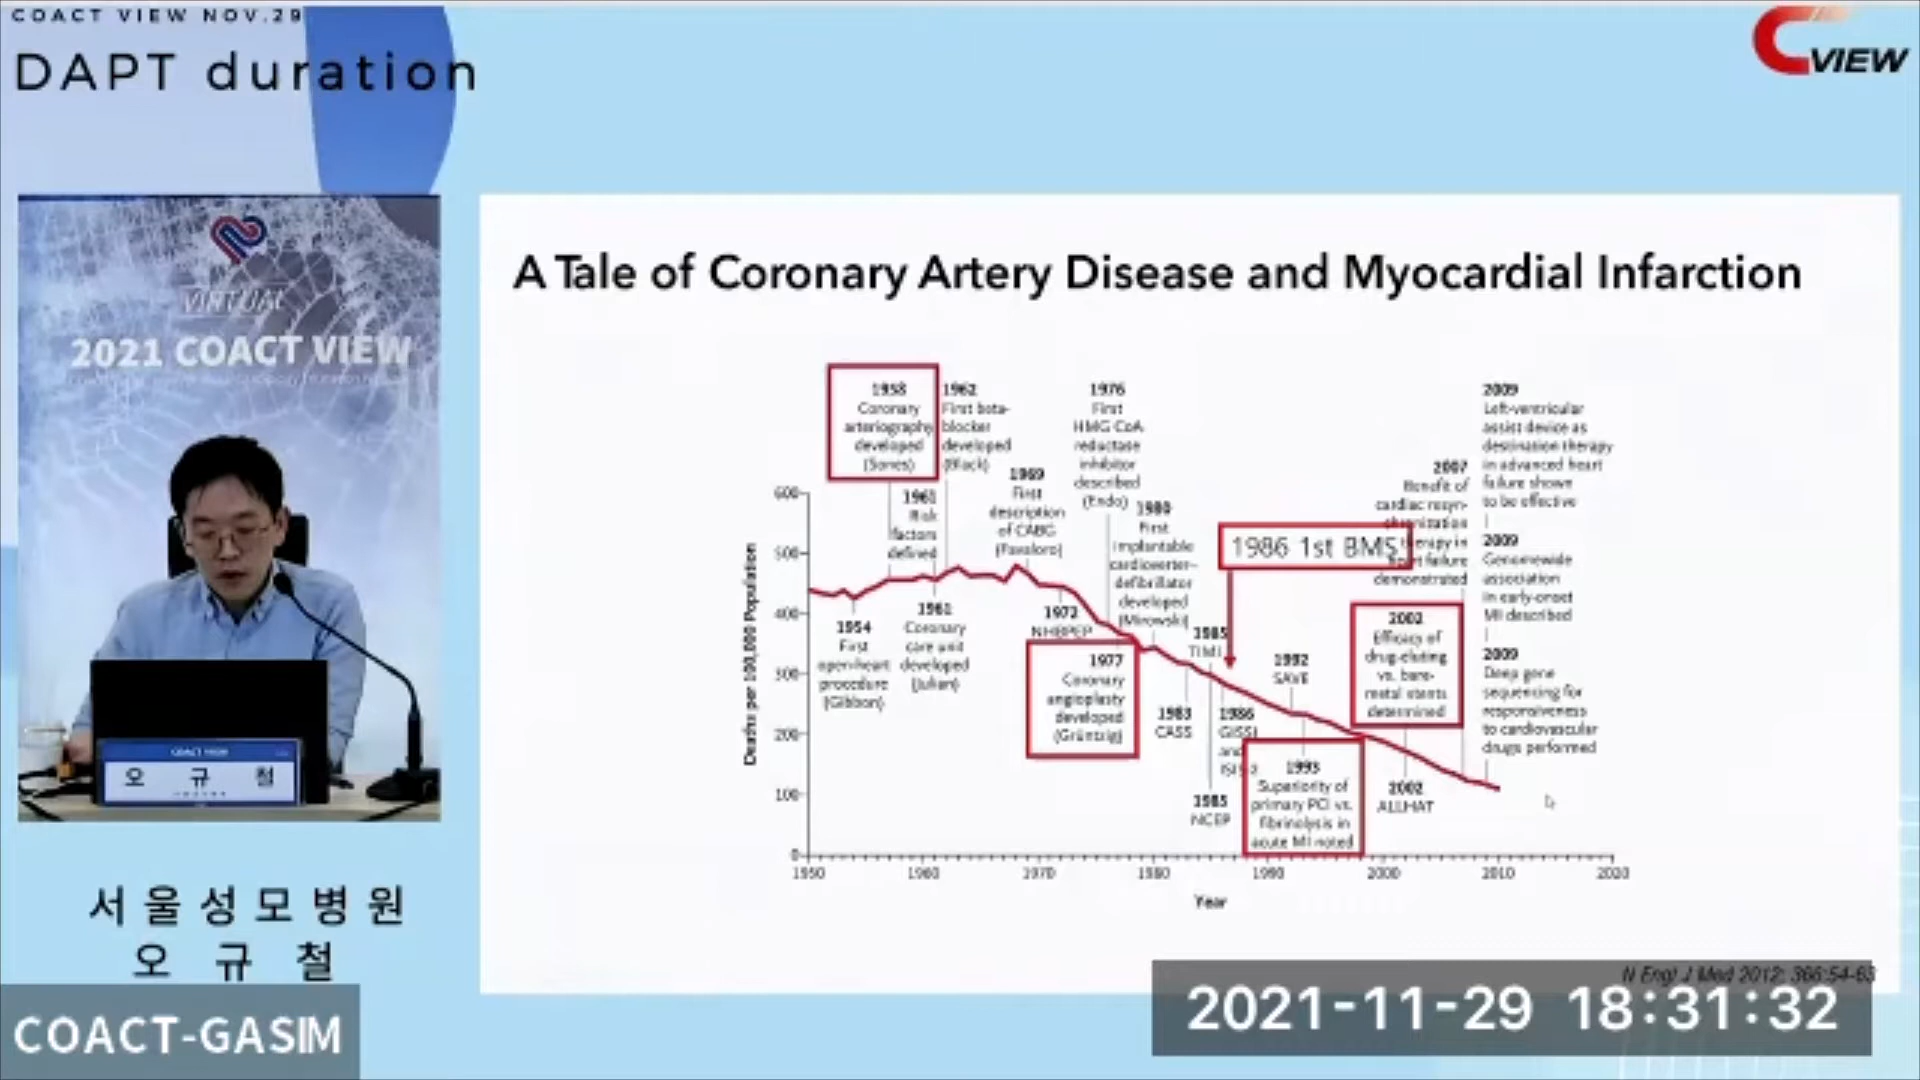 COACT VIEW NOV.29
DAPT duration
CVIEW
VIRTUAL
2021 COACT VIEW
COACT VIEW
오 규 철
서울성모병원
오 규 철
COACT-GASIM
A Tale of Coronary Artery Disease and Myocardial Infarction
1958
Coronary
arteriography
developed
(Sones)
1962
First beta-
blocker
developed
(Black)
1961
Risk
factors
defined
1969
First
description
of CABG
(Favaloro)
1976
First
HMG CoA
reductase
inhibitor
described
(Endo)
1980
First
implantable
cardioverter-
defibrillator
developed
(Mirowski)
1985
TIMI
1986 1st BMS
1992
SAVE
2007
Benefit of
cardiac resyn-
chronization
therapy in
heart failure
demonstrated
2002
Efficacy of
drug-eluting
vs. bare-
metal stents
determined
2009
Left-ventricular
assist device as
destination therapy
in advanced heart
failure shown
to be effective
2009
Genomewide
association
in early-onset
MI described
2009
Deep gene
sequencing for
responsiveness
to cardiovascular
drugs performed
1954
First
open-heart
procedure
(Gibbon)
1961
Coronary
care unit
developed
(Julian)
1972
NHBPEP
1977
Coronary
angioplasty
developed
(Grüntzig)
1983
CASS
1985
NCEP
1986
GISSI
and
ISIS-2
1993
Superiority of
primary PCI vs.
fibrinolysis in
acute MI noted
2002
ALLHAT
Deaths per 100,000 Population
600
500
400
300
200
100
0
1950 1960 1970 1980 1990 2000 2010 2020
Year
N Engl J Med 2012; 366:54-63
2021-11-29 18:31:32